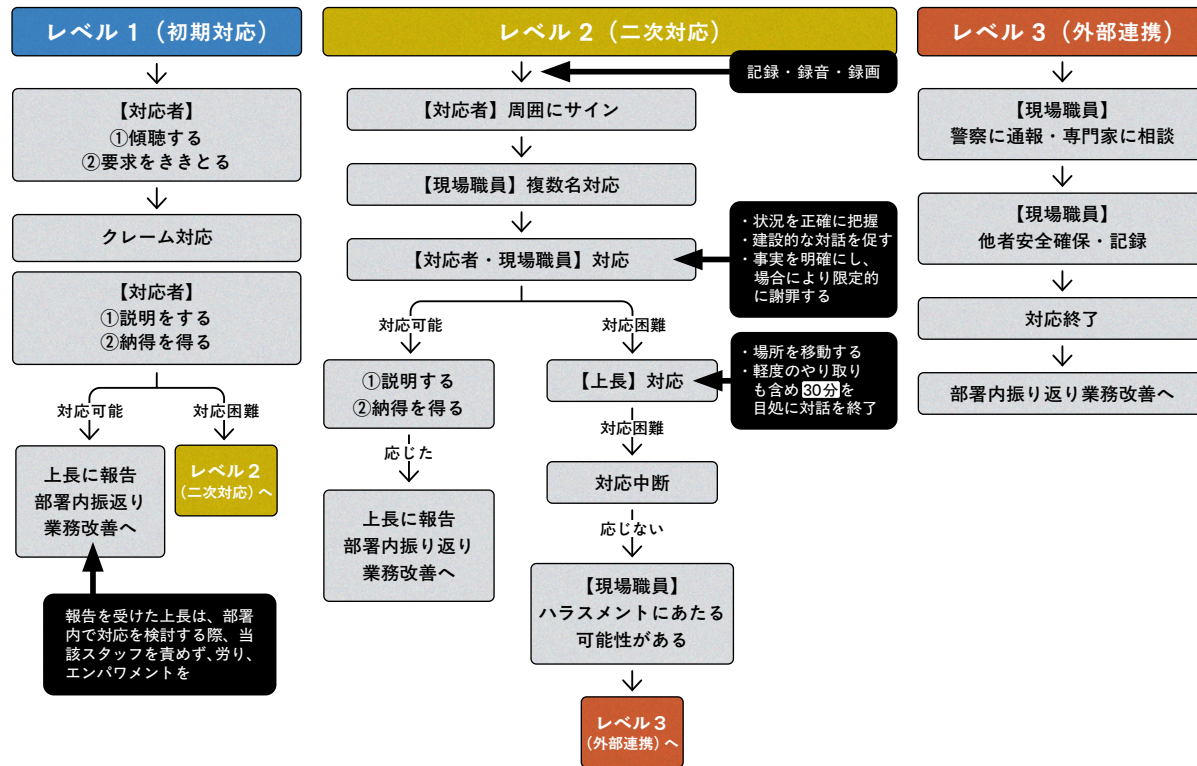 レベル1（初期対応）
【対応者】
①傾聴する
②要求をききとる
クレーム対応
【対応者】
①説明をする
②納得を得る
対応可能
対応困難
上長に報告
部署内振返り
業務改善へ
レベル2
（二次対応）へ
報告を受けた上長は、部署
内で対応を検討する際、当
該スタッフを責めず、労り、
エンパワメントを
レベル2（二次対応）
記録・録音・録画
【対応者】周囲にサイン
【現場職員】複数名対応
【対応者・現場職員】対応
・状況を正確に把握
・建設的な対話を促す
・事実を明確にし、
場合により限定的
に謝罪する
対応可能
対応困難
①説明する
②納得を得る
応じた
上長に報告
部署内振り返り
業務改善へ
【上長】対応
・場所を移動する
・軽度のやり取り
も含め30分を
目処に対話を終了
対応困難
対応中断
応じない
【現場職員】
ハラスメントにあたる
可能性がある
レベル3
（外部連携）へ
レベル3（外部連携）
【現場職員】
警察に通報・専門家に相談
【現場職員】
他者安全確保・記録
対応終了
部署内振り返り業務改善へ